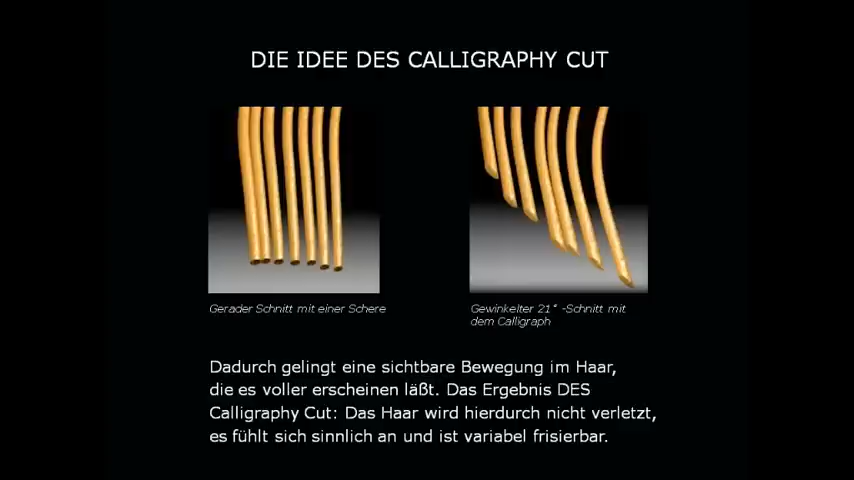 DIE IDEE DES CALLIGRAPHY CUT
Gerader Schnitt mit einer Schere
Gewinkelter 21° -Schnitt mit
dem Calligraph
Dadurch gelingt eine sichtbare Bewegung im Haar,
die es voller erscheinen läßt. Das Ergebnis DES
Calligraphy Cut: Das Haar wird hierdurch nicht verletzt,
es fühlt sich sinnlich an und ist variabel frisierbar.